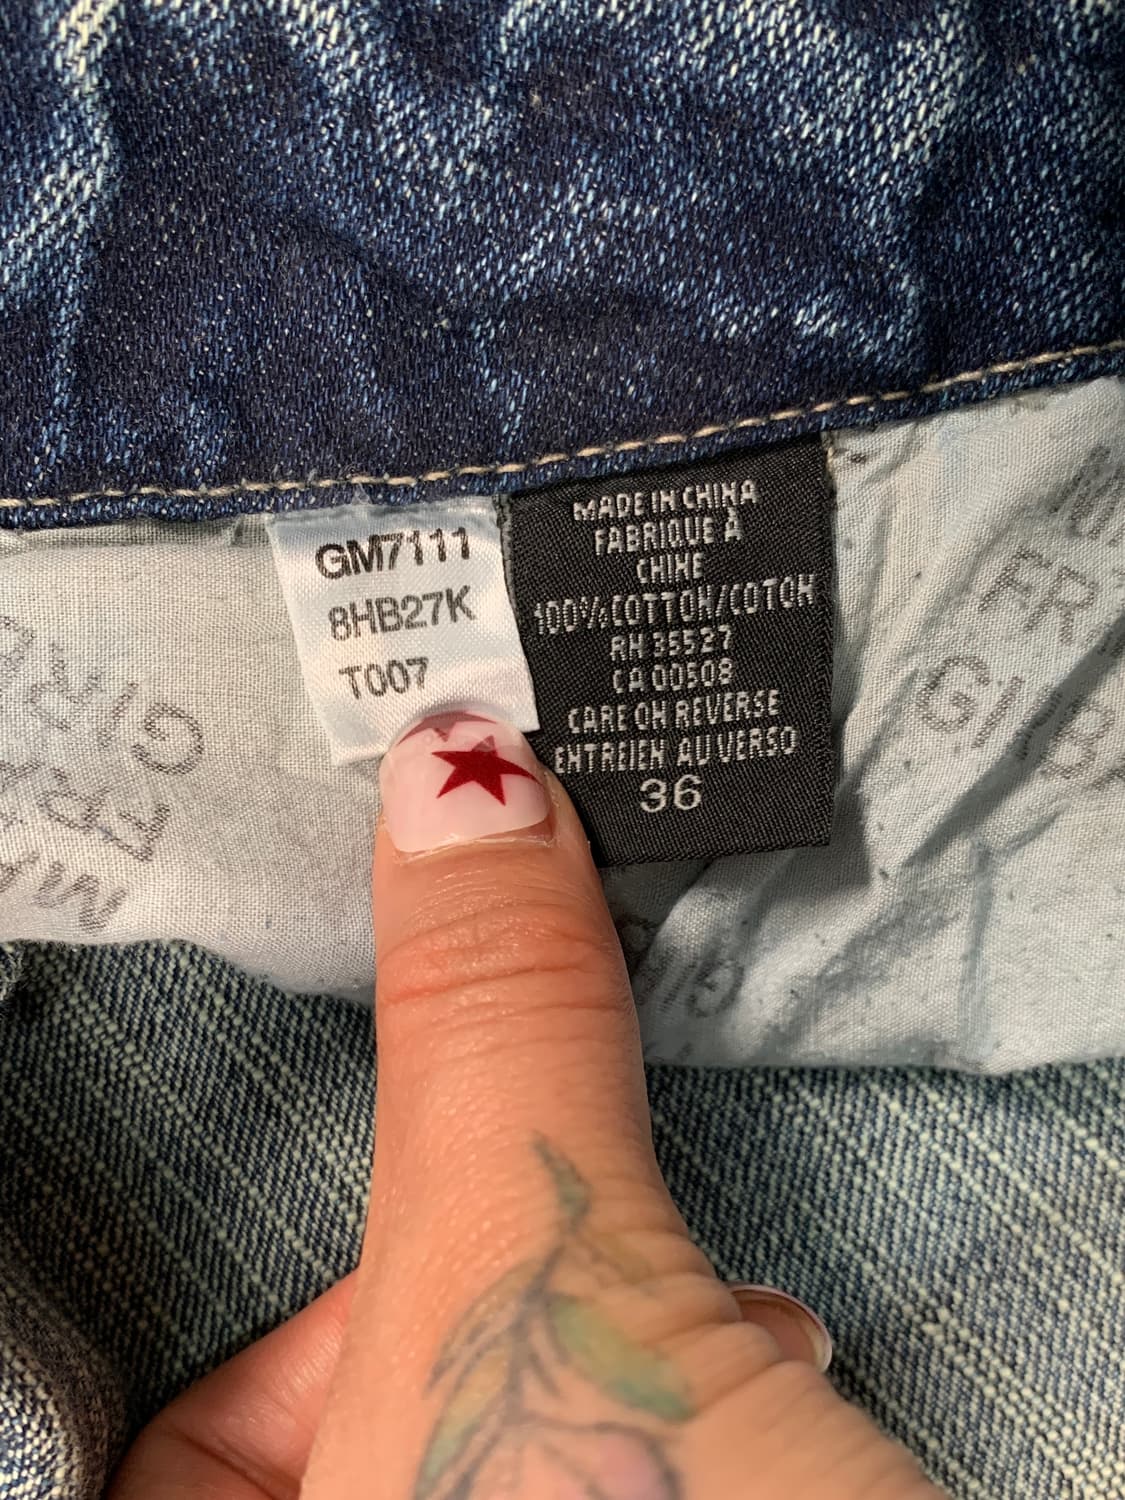 GM7111
8HB27K
T007
MADE IN CHINA
FABRIQUE À
CHINE
100% COTTON/COTON
RN 35527
CA 00508
CARE ON REVERSE
ENTREIEN AU VERSO
36